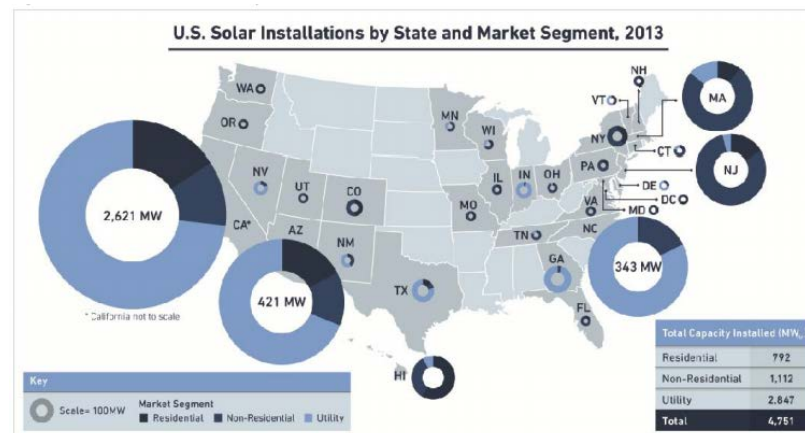 U.S. Solar Installations by State and Market Segment, 2013
WA
OR
NV
UT
CO
CA*
AZ
NM
TX
MN
WI
IL
IN
OH
MO
TN
GA
FL
NH
VT
NY
MA
CT
PA
NJ
DE
DC
MD
VA
NC
HI
2,621 MW
421 MW
343 MW
* California not to scale
Key
Scale= 100MW
Market Segment
Residential
Non-Residential
Utility
Total Capacity Installed (MW
Residential 792
Non-Residential 1,112
Utility 2,847
Total 4,751